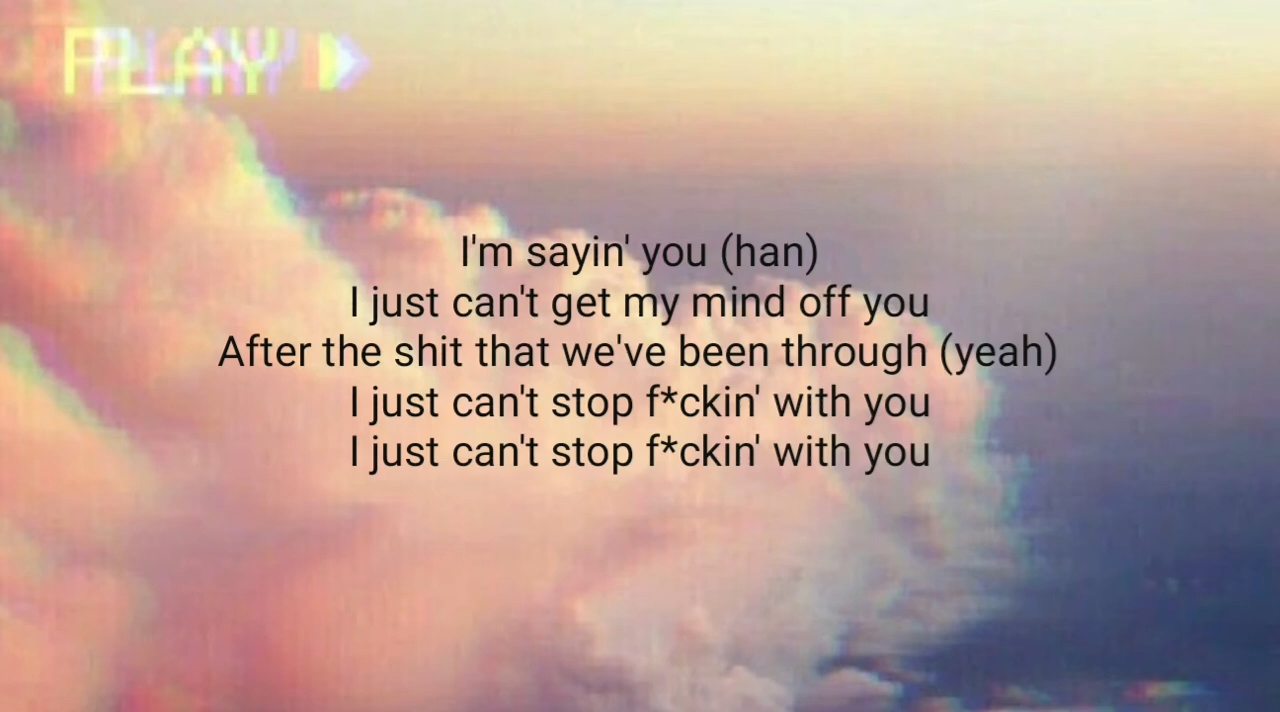 PLAY
I'm sayin' you (han)
I just can't get my mind off you
After the shit that we've been through (yeah)
I just can't stop f*ckin' with you
I just can't stop f*ckin' with you